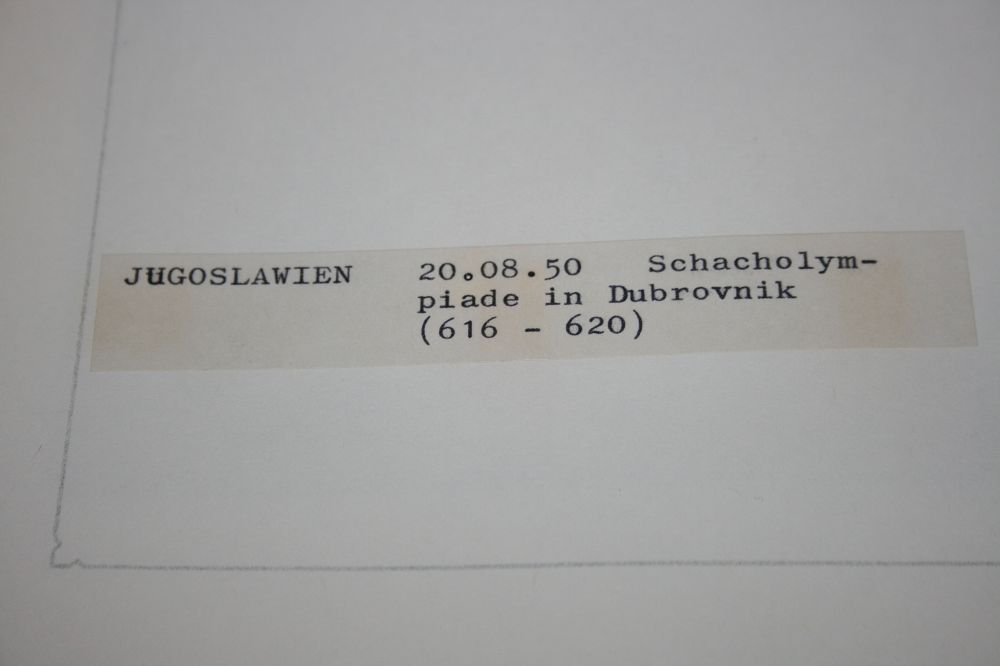 JUGOSLAWIEN 20.08.50 Schacholym-
piade in Dubrovnik
(616 - 620)